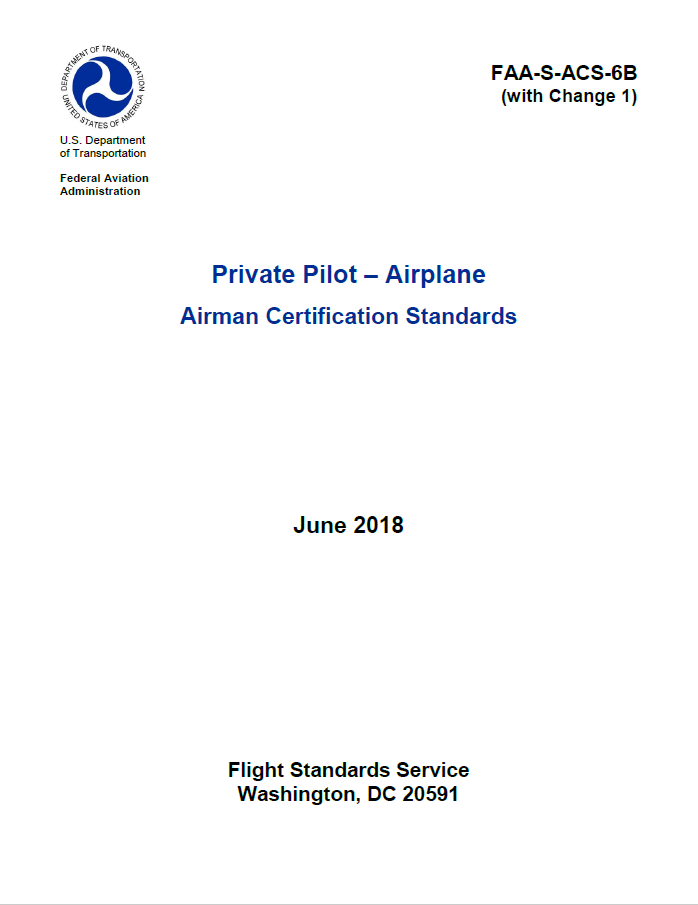 DEPARTMENT OF TRANSPORTATION
UNITED STATES OF AMERICA
U.S. Department
of Transportation
Federal Aviation
Administration
FAA-S-ACS-6B
(with Change 1)
Private Pilot – Airplane
Airman Certification Standards
June 2018
Flight Standards Service
Washington, DC 20591